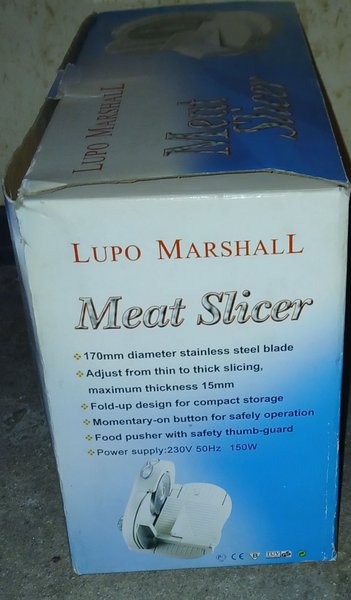 LUPO MARSHALL
Meat
Slicer
LUPO MARSHALL
Meat Slicer
170mm diameter stainless steel blade
Adjust from thin to thick slicing,
maximum thickness 15mm
Fold-up design for compact storage
Momentary-on button for safely operation
Food pusher with safety thumb-guard
Power supply:230V 50Hz 150W
CE